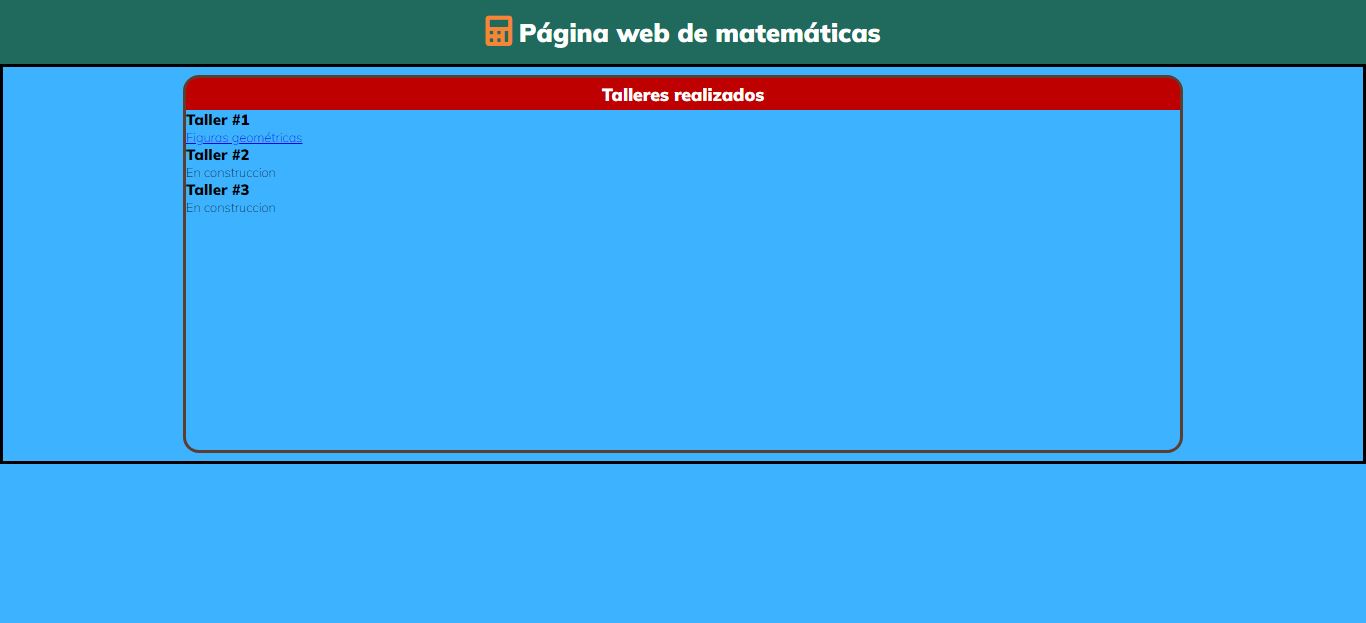 Página web de matemáticas
Talleres realizados
Taller #1
Figuras geométricas
Taller #2
En construccion
Taller #3
En construccion